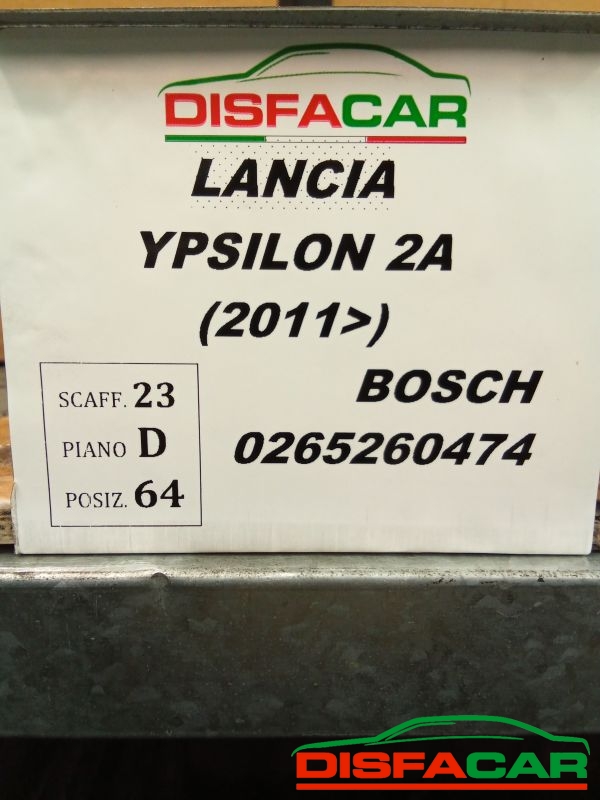 DISFACAR
LANCIA
YPSILON 2A
(2011>)
BOSCH
0265260474
SCAFF. 23
PIANO D
POSIZ. 64
DISFACAR